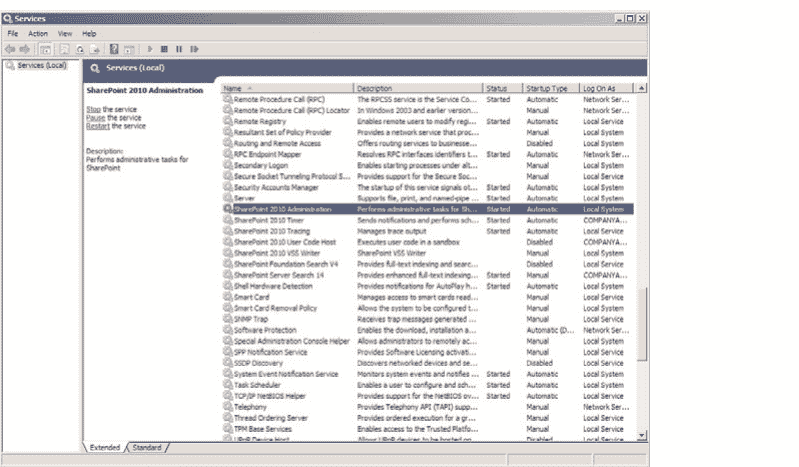 Services
File Action View Help
Services (Local)
Services (Local)
SharePoint 2010 Administration
Stop the service
Pause the service
Restart the service
Description:
Performs administrative tasks for
SharePoint
Name Description Status Startup Type Log On As
Remote Procedure Call (RPC) The RPCSS service is the Service Co... Started Automatic Network Ser...
Remote Procedure Call (RPC) Locator In Windows 2003 and earlier version... Manual Network Ser...
Remote Registry Enables remote users to modify regi... Started Automatic Local Service
Resultant Set of Policy Provider Provides a network service that proc... Manual Local System
Routing and Remote Access Offers routing services to businesse... Disabled Local System
RPC Endpoint Mapper Resolves RPC interfaces identifiers t... Started Automatic Network Ser...
Secondary Logon Enables starting processes under alt... Manual Local System
Secure Socket Tunneling Protocol S... Provides support for the Secure Soc... Manual Local Service
Security Accounts Manager The startup of this service signals ot... Started Automatic Local System
Server Supports file, print, and named-pipe ... Started Automatic Local System
SharePoint 2010 Administration Performs administrative tasks for Sh... Started Automatic Local System
SharePoint 2010 Timer Sends notifications and performs sch... Started Automatic COMPANYA...
SharePoint 2010 Tracing Manages trace output Started Automatic Local Service
SharePoint 2010 User Code Host Executes user code in a sandbox Disabled COMPANYA...
SharePoint 2010 VSS Writer SharePoint VSS Writer Manual Local System
SharePoint Foundation Search V4 Provides full-text indexing and searc... Disabled Local Service
SharePoint Server Search 14 Provides enhanced full-text indexing... Started Manual COMPANYA...
Shell Hardware Detection Provides notifications for AutoPlay h... Started Automatic Local System
Smart Card Manages access to smart cards read... Manual Local Service
Smart Card Removal Policy Allows the system to be configured t... Manual Local System
SNMP Trap Receives trap messages generated ... Manual Local Service
Software Protection Enables the download, installation a... Automatic (D... Network Ser...
Special Administration Console Helper Allows administrators to remotely ac... Manual Local System
SPP Notification Service Provides Software Licensing activati... Manual Local Service
SSDP Discovery Discovers networked devices and se... Disabled Local Service
System Event Notification Service Monitors system events and notifies ... Started Automatic Local System
Task Scheduler Enables a user to configure and sch... Started Automatic Local System
TCP/IP NetBIOS Helper Provides support for the NetBIOS ov... Started Automatic Local Service
Telephony Provides Telephony API (TAPI) supp... Manual Network Ser...
Thread Ordering Server Provides ordered execution for a gr... Manual Local Service
TPM Base Services Enables access to the Trusted Platfo... Manual Local Service
UPnP Device Host Allows UPnP devices to be hosted on... Disabled Local Service
Extended Standard